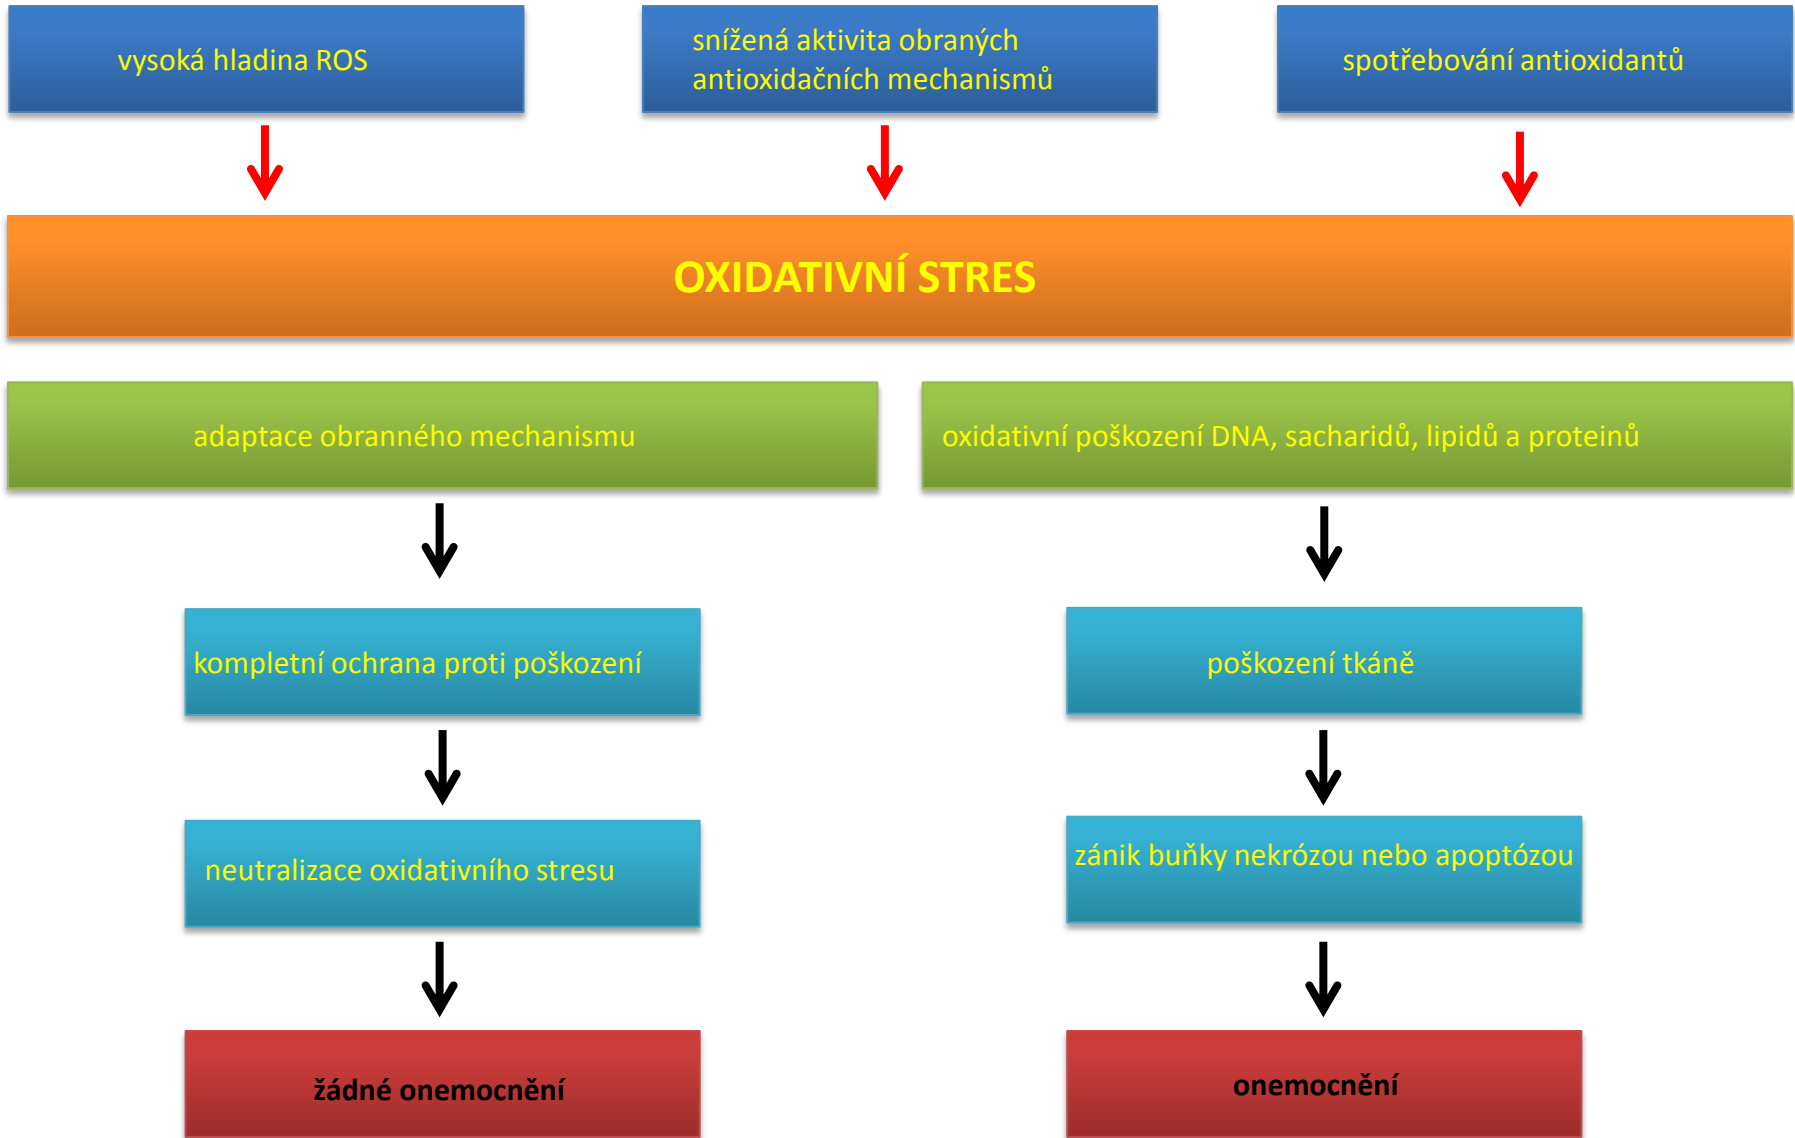 vysoká hladina ROS
snížená aktivita obraných
antioxidačních mechanismů
spotřebování antioxidantů
OXIDATIVNÍ STRES
adaptace obranného mechanismu
oxidativní poškození DNA, sacharidů, lipidů a proteinů
kompletní ochrana proti poškození
poškození tkáně
neutralizace oxidativního stresu
zánik buňky nekrózou nebo apoptózou
žádné onemocnění
onemocnění